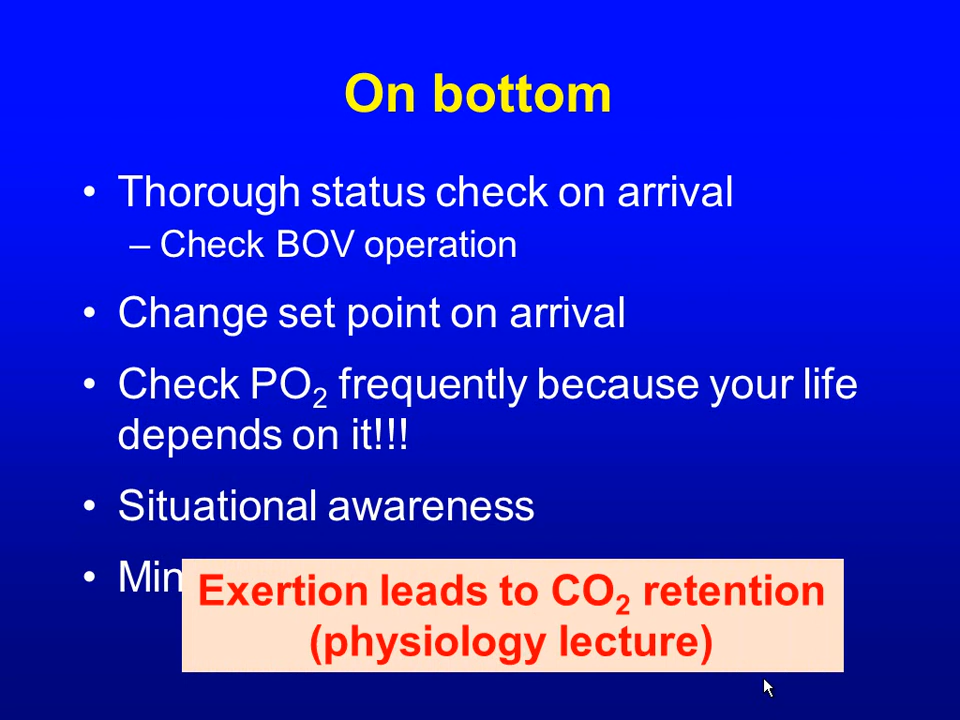 On bottom
• Thorough status check on arrival
– Check BOV operation
• Change set point on arrival
• Check PO₂ frequently because your life
depends on it!!!
• Situational awareness
•
Exertion leads to CO₂ retention
(physiology lecture)